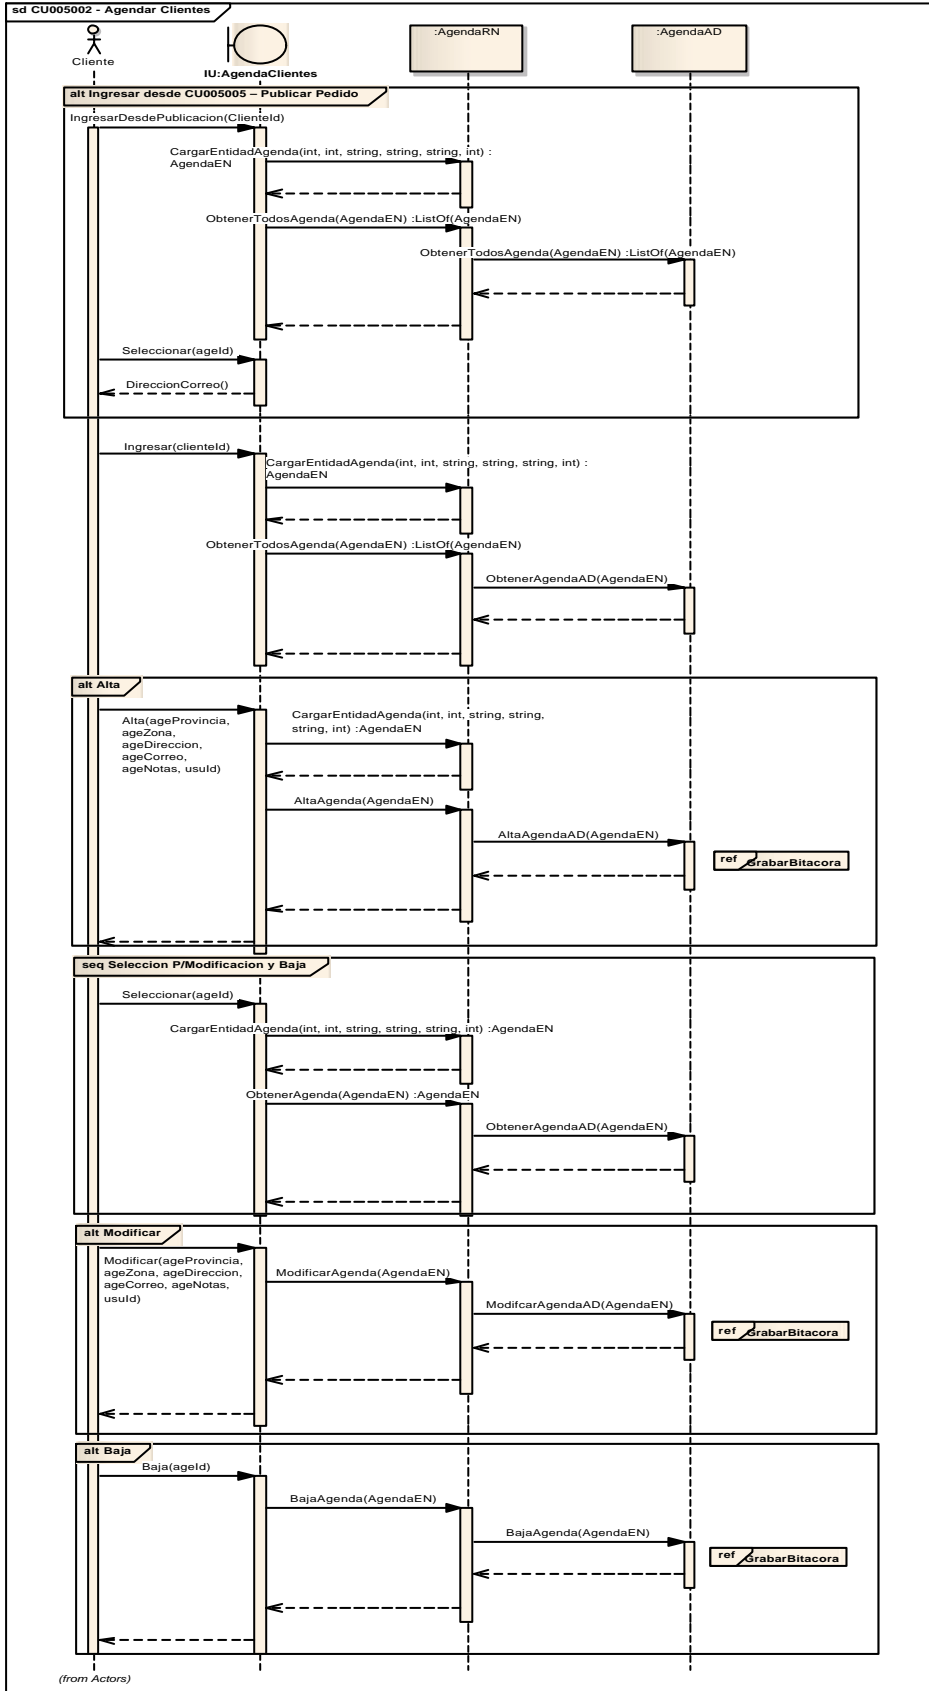 sd CU005002 - Agendar Clientes
Cliente
IU:AgendaClientes
:AgendaRN
:AgendaAD
alt Ingresar desde CU005005 – Publicar Pedido
IngresarDesdePublicacion(ClienteId)
CargarEntidadAgenda(int, int, string, string, string, int) :
AgendaEN
ObtenerTodosAgenda(AgendaEN) :ListOf(AgendaEN)
ObtenerTodosAgenda(AgendaEN) :ListOf(AgendaEN)
Seleccionar(ageId)
DireccionCorreo()
Ingresar(clienteId)
CargarEntidadAgenda(int, int, string, string, string, int) :
AgendaEN
ObtenerTodosAgenda(AgendaEN) :ListOf(AgendaEN)
ObtenerAgendaAD(AgendaEN)
alt Alta
Alta(ageProvincia,
ageZona,
ageDireccion,
ageCorreo,
ageNotas, usuId)
CargarEntidadAgenda(int, int, string, string,
string, int) :AgendaEN
AltaAgenda(AgendaEN)
AltaAgendaAD(AgendaEN)
ref GrabarBitacora
seq Seleccion P/Modificacion y Baja
Seleccionar(ageId)
CargarEntidadAgenda(int, int, string, string, string, int) :AgendaEN
ObtenerAgenda(AgendaEN) :AgendaEN
ObtenerAgendaAD(AgendaEN)
alt Modificar
Modificar(ageProvincia,
ageZona, ageDireccion,
ageCorreo, ageNotas,
usuId)
ModificarAgenda(AgendaEN)
ModifcarAgendaAD(AgendaEN)
ref GrabarBitacora
alt Baja
Baja(ageId)
BajaAgenda(AgendaEN)
BajaAgenda(AgendaEN)
ref GrabarBitacora
(from Actors)